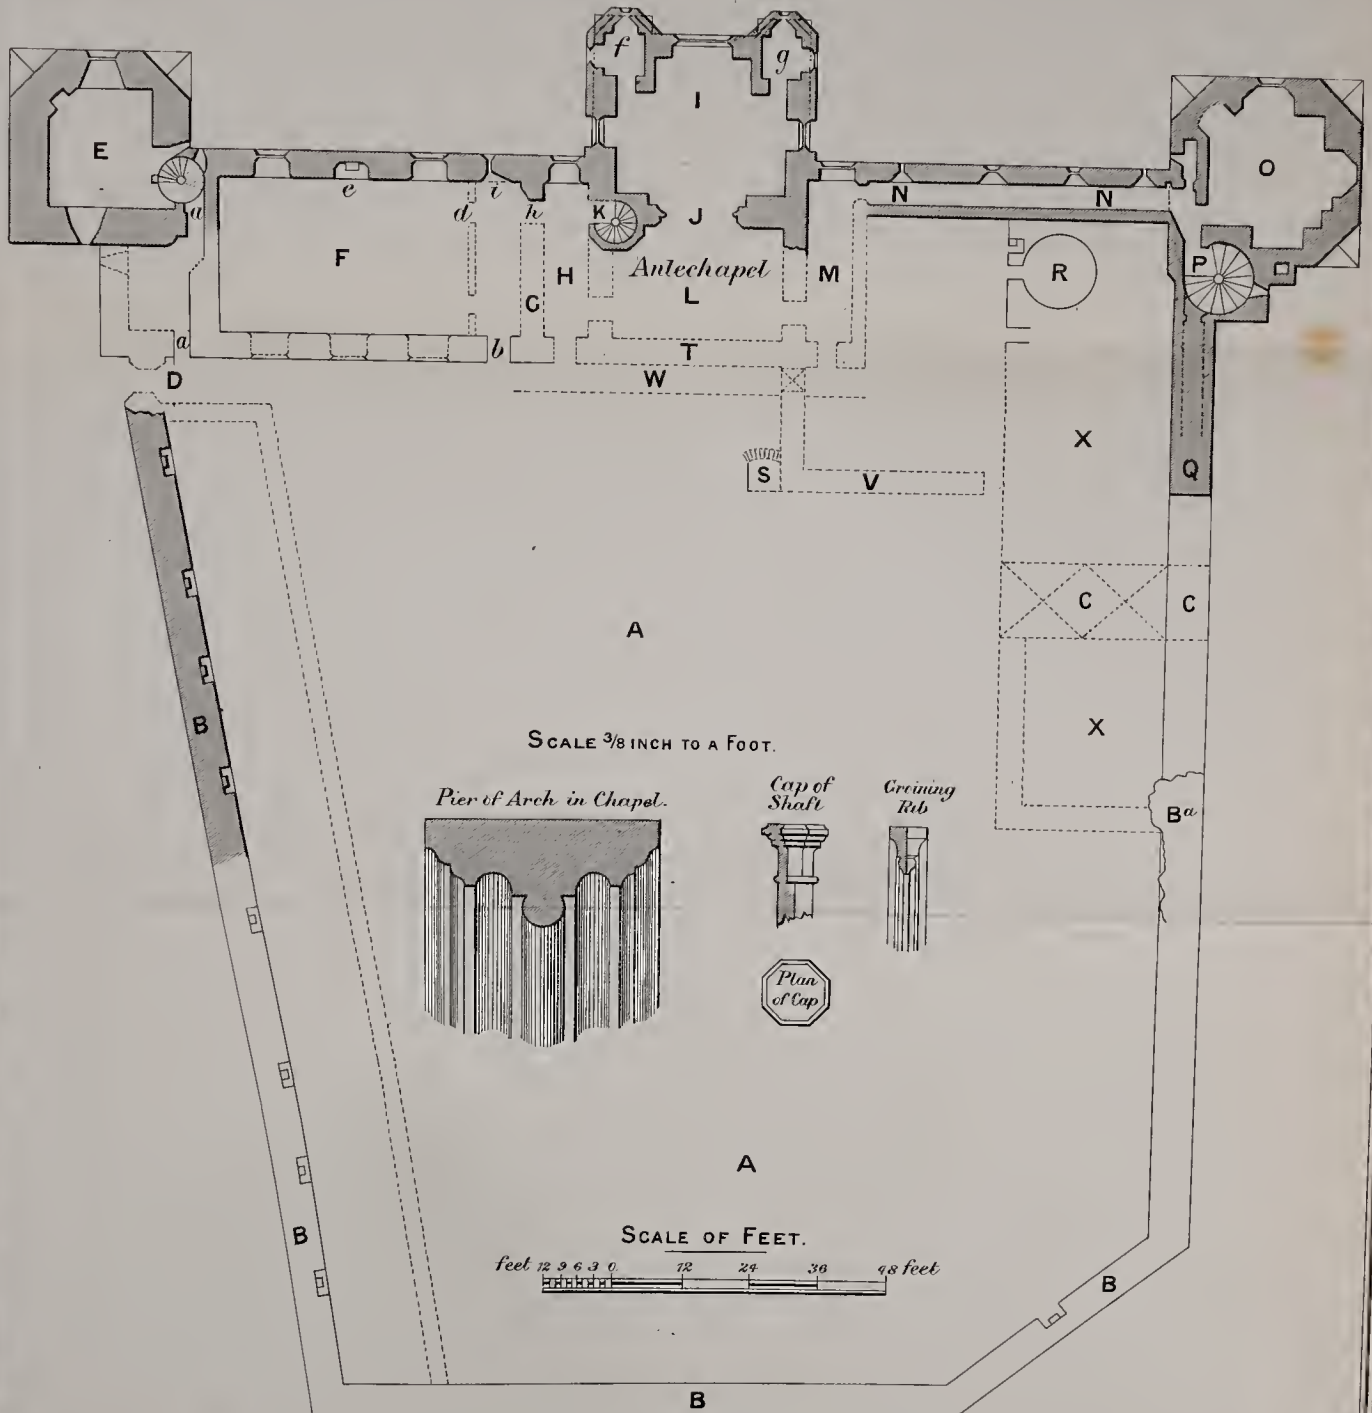 f
g
I
E
O
N
N
e
i
a
d
h
K
J
P
F
H
Antechapel
M
R
G
L
a
b
T
D
W
X
S
V
Q
A
C
C
B
X
SCALE 3/8 INCH TO A FOOT.
Pier of Arch in Chapel.
Cap of
Shaft
Groining
Rib
Ba
Plan
of Cap
A
SCALE OF FEET.
feet 12 9 6 3 0 12 24 36 48 feet
B
B
B